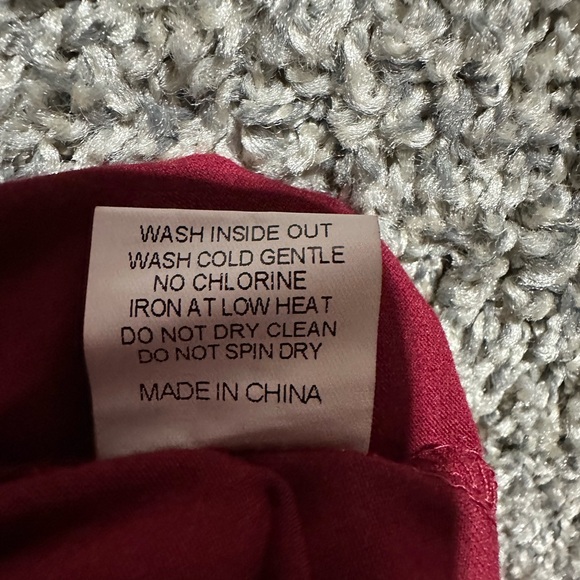 WASH INSIDE OUT
WASH COLD GENTLE
NO CHLORINE
IRON AT LOW HEAT
DO NOT DRY CLEAN
DO NOT SPIN DRY
MADE IN CHINA